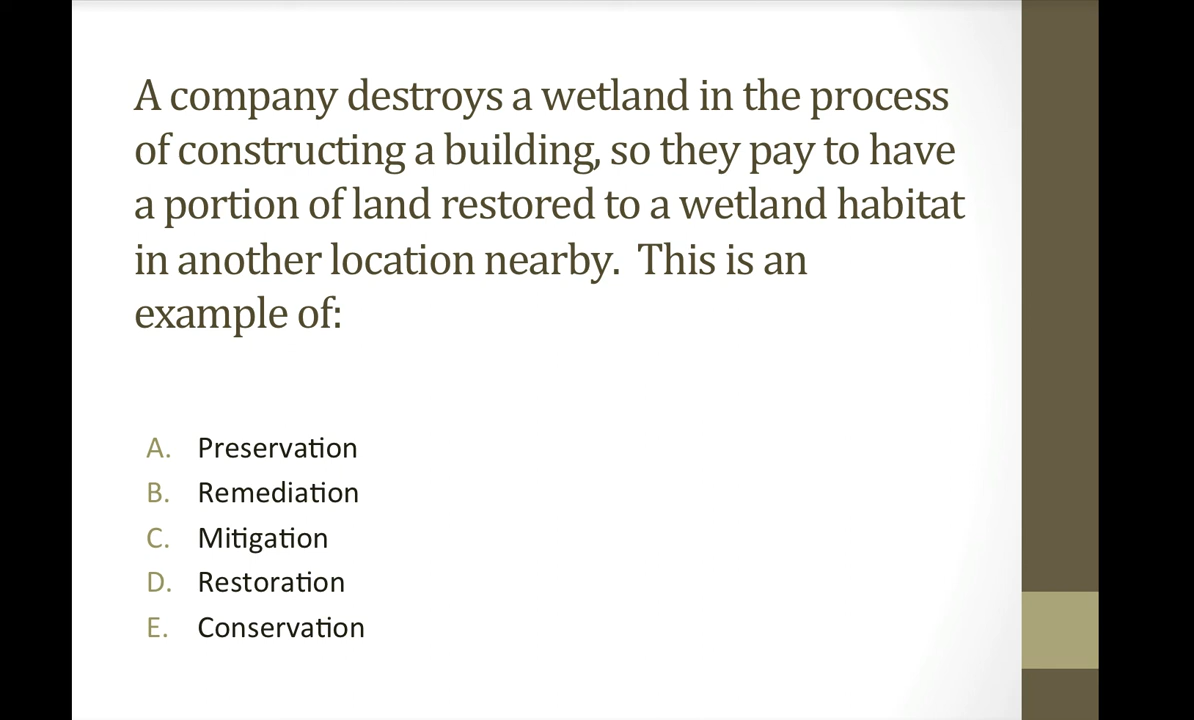 A company destroys a wetland in the process
of constructing a building, so they pay to have
a portion of land restored to a wetland habitat
in another location nearby.  This is an
example of:
A. Preservation
B. Remediation
C. Mitigation
D. Restoration
E. Conservation